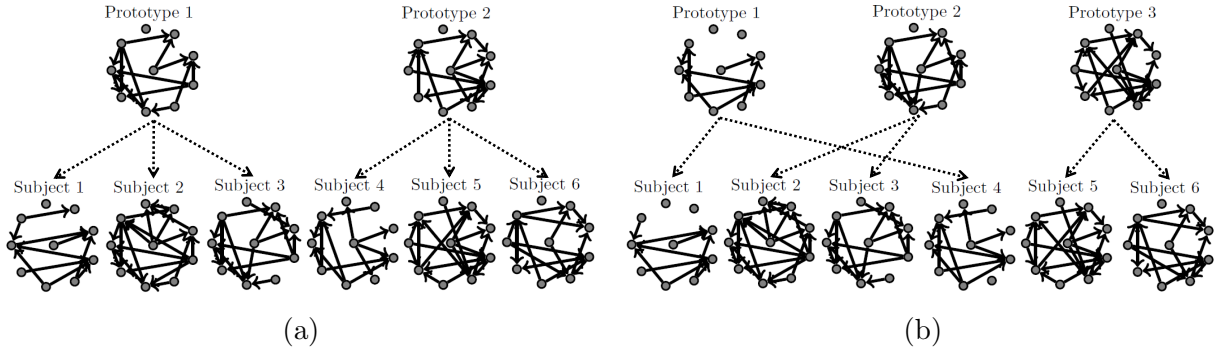 Prototype 1
Prototype 2
Prototype 1
Prototype 2
Prototype 3
Subject 1
Subject 2
Subject 3
Subject 4
Subject 5
Subject 6
Subject 1
Subject 2
Subject 3
Subject 4
Subject 5
Subject 6
(a)
(b)